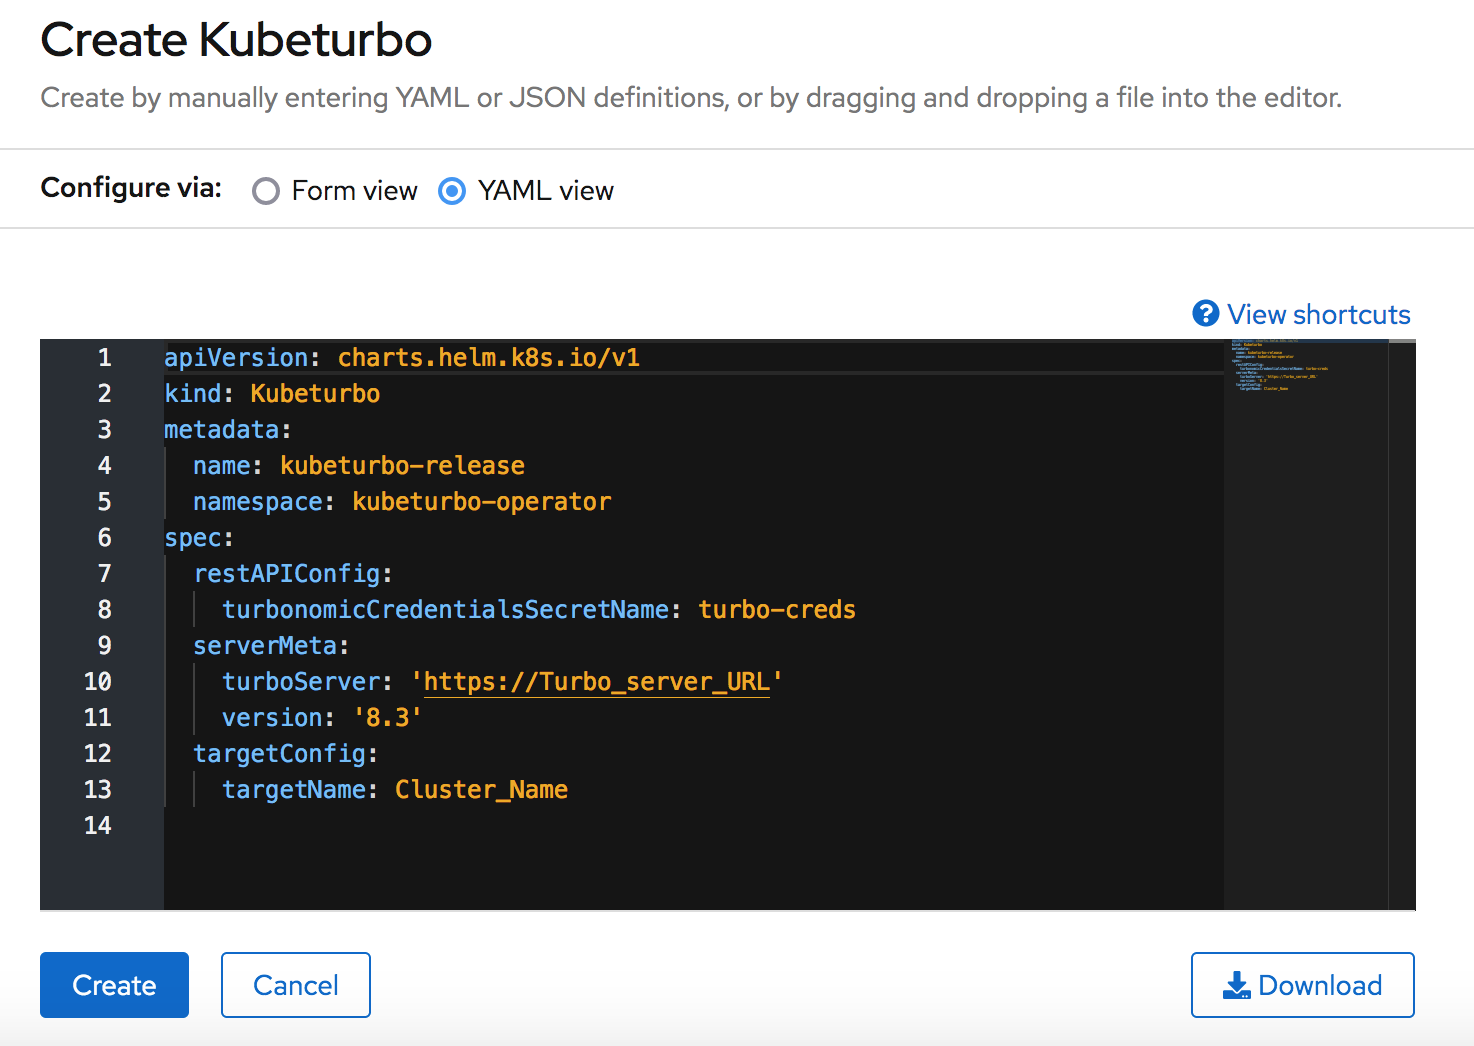 Create Kubeturbo
Create by manually entering YAML or JSON definitions, or by dragging and dropping a file into the editor.
Configure via: Form view YAML view
View shortcuts
1 apiVersion: charts.helm.k8s.io/v1
2 kind: Kubeturbo
3 metadata:
4   name: kubeturbo-release
5   namespace: kubeturbo-operator
6 spec:
7   restAPIConfig:
8     turbonomicCredentialsSecretName: turbo-creds
9   serverMeta:
10     turboServer: 'https://Turbo_server_URL'
11     version: '8.3'
12   targetConfig:
13     targetName: Cluster_Name
14
Create Cancel Download